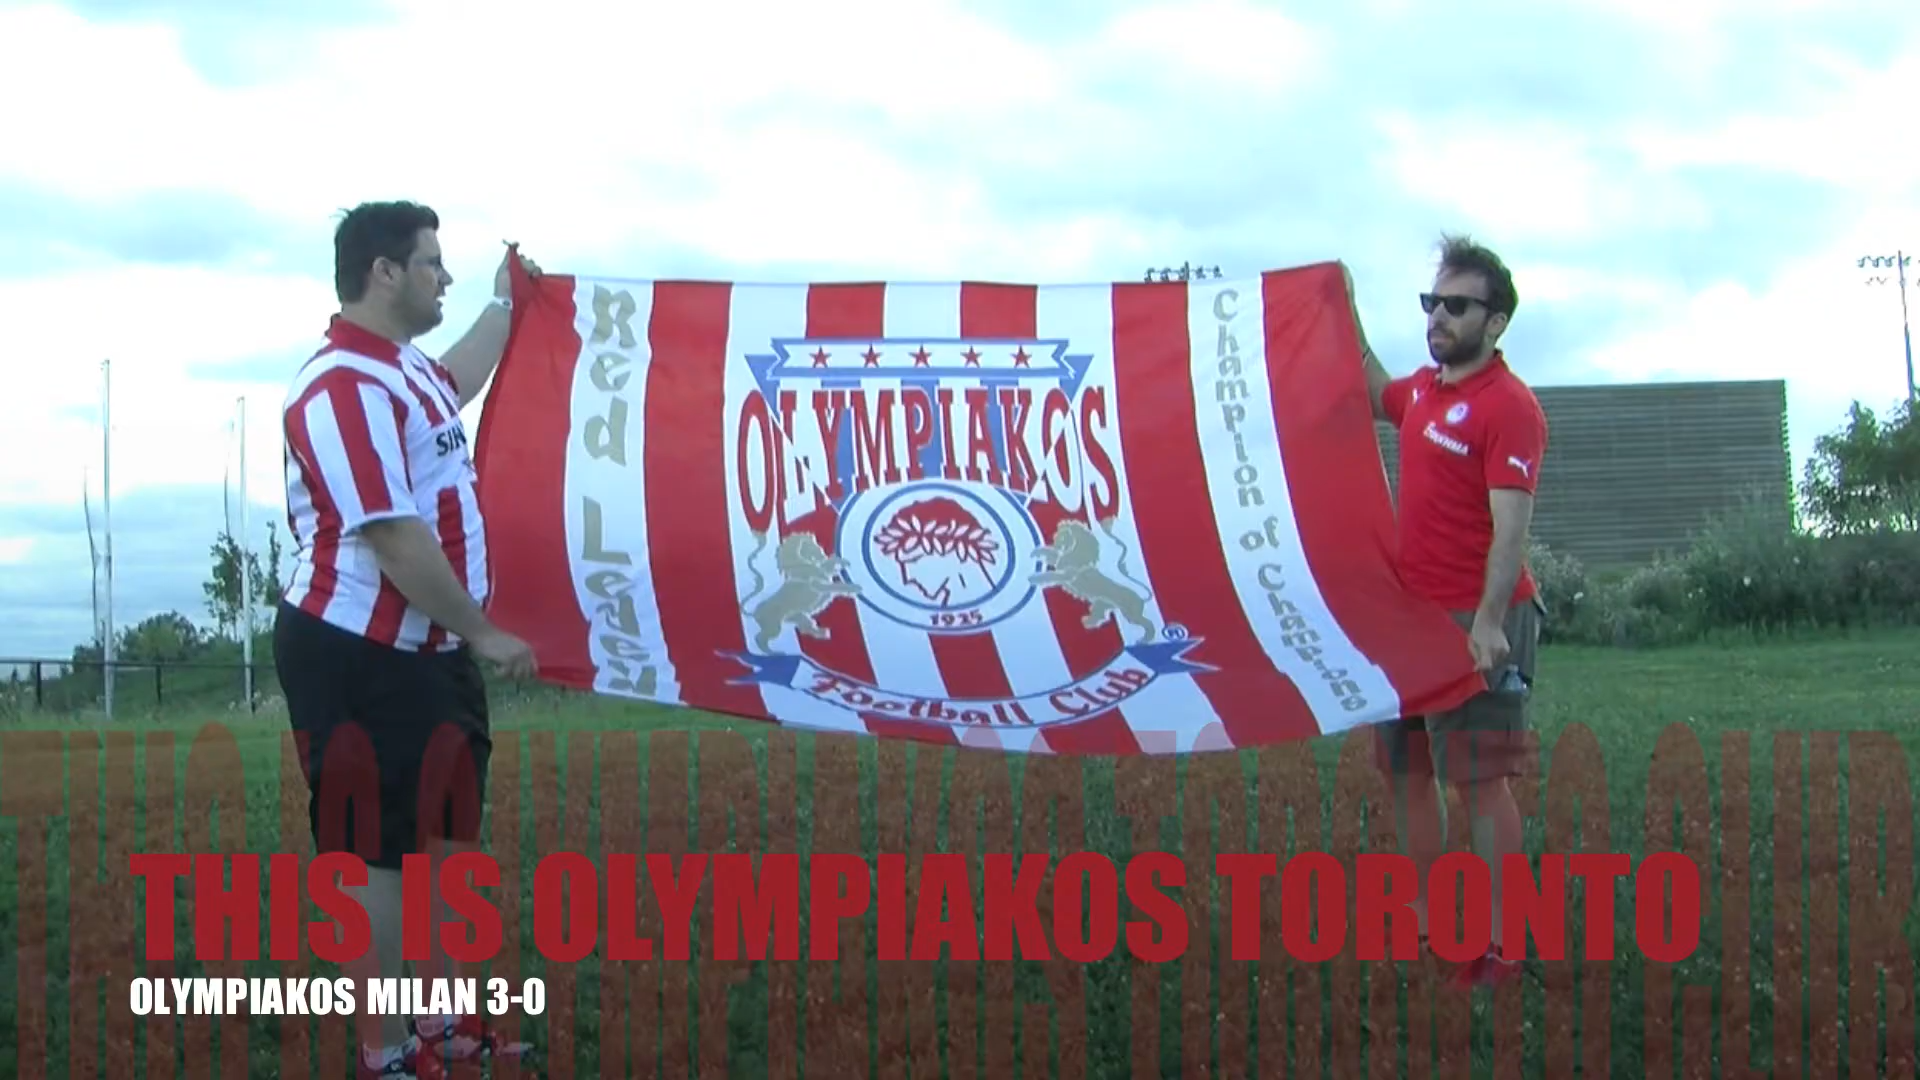 Red Legend
Champion of Champions
OLYMPIAKOS
1925
Football Club
®
THIS IS OLYMPIAKOS TORONTO
OLYMPIAKOS MILAN 3-0